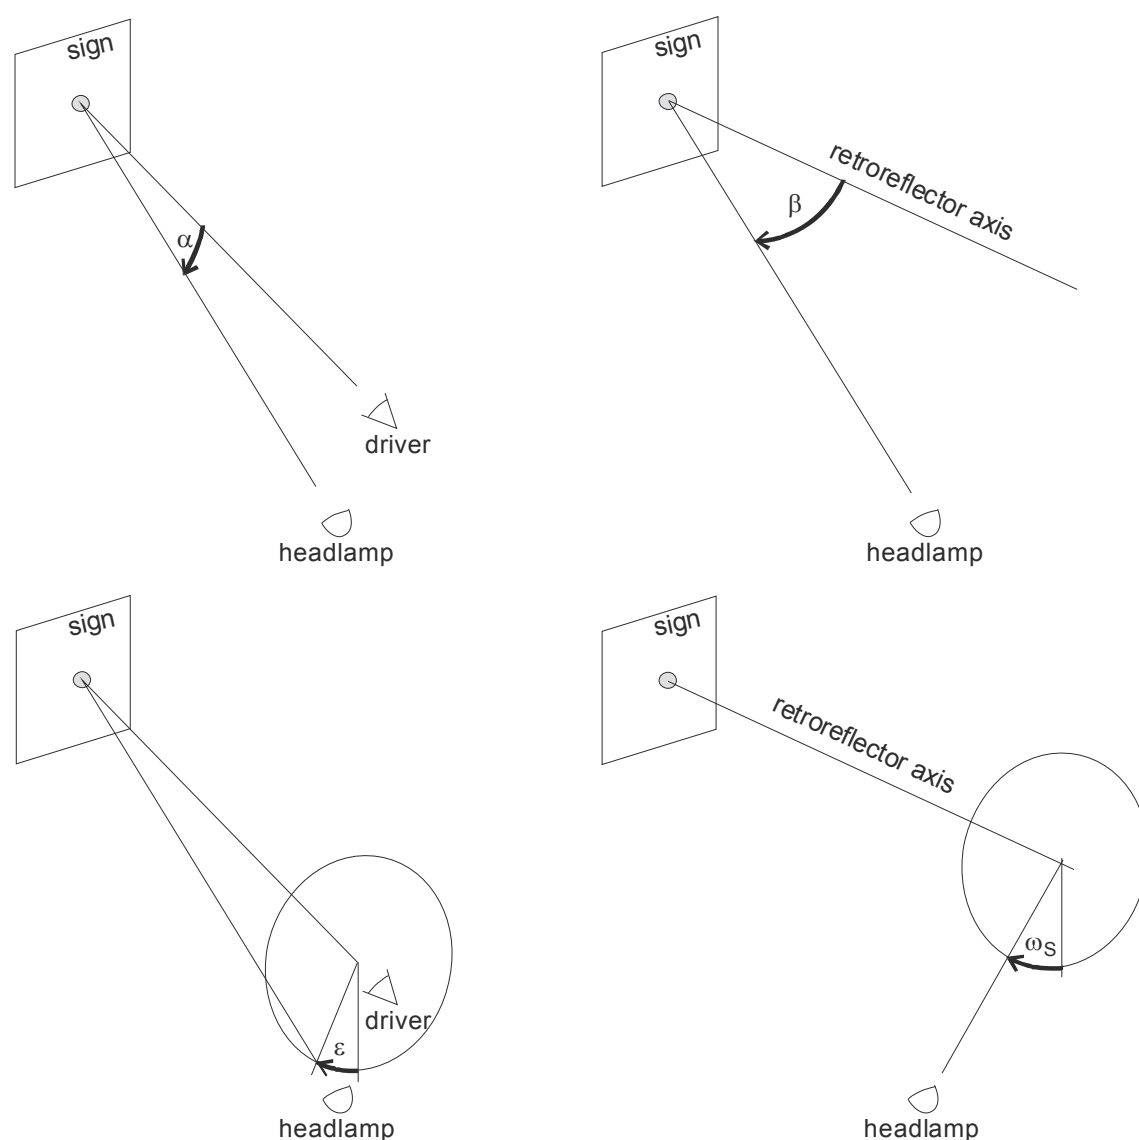 sign
α
driver
headlamp
sign
retroreflector axis
β
headlamp
sign
driver
ε
headlamp
sign
retroreflector axis
ωS
headlamp